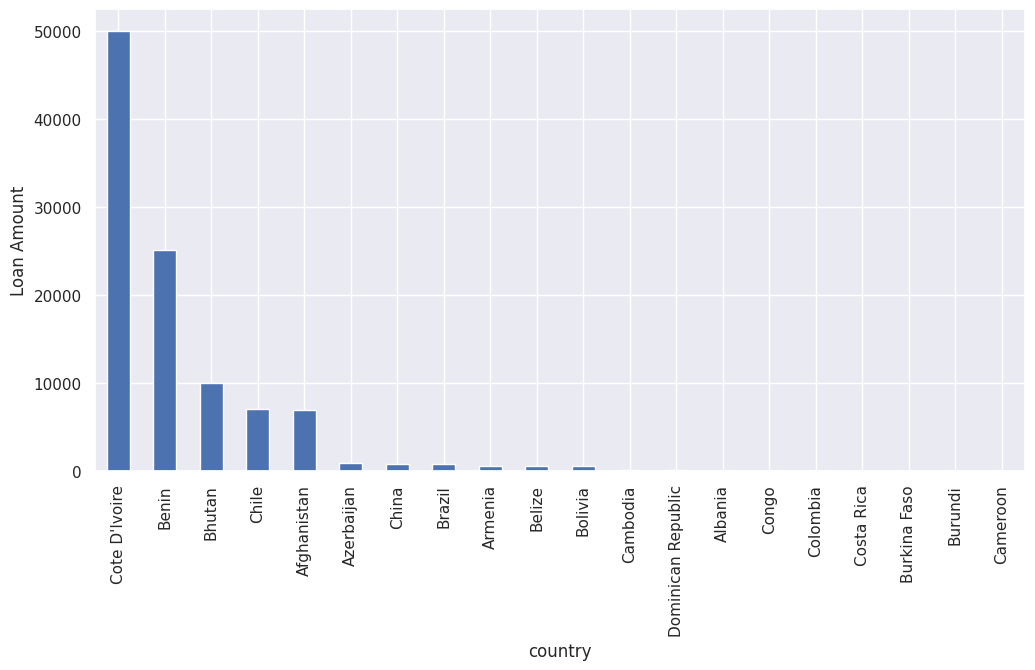 Loan Amount
50000
40000
30000
20000
10000
0
Cote D'Ivoire
Benin
Bhutan
Chile
Afghanistan
Azerbaijan
China
Brazil
Armenia
Belize
Bolivia
Cambodia
Dominican Republic
Albania
Congo
Colombia
Costa Rica
Burkina Faso
Burundi
Cameroon
country